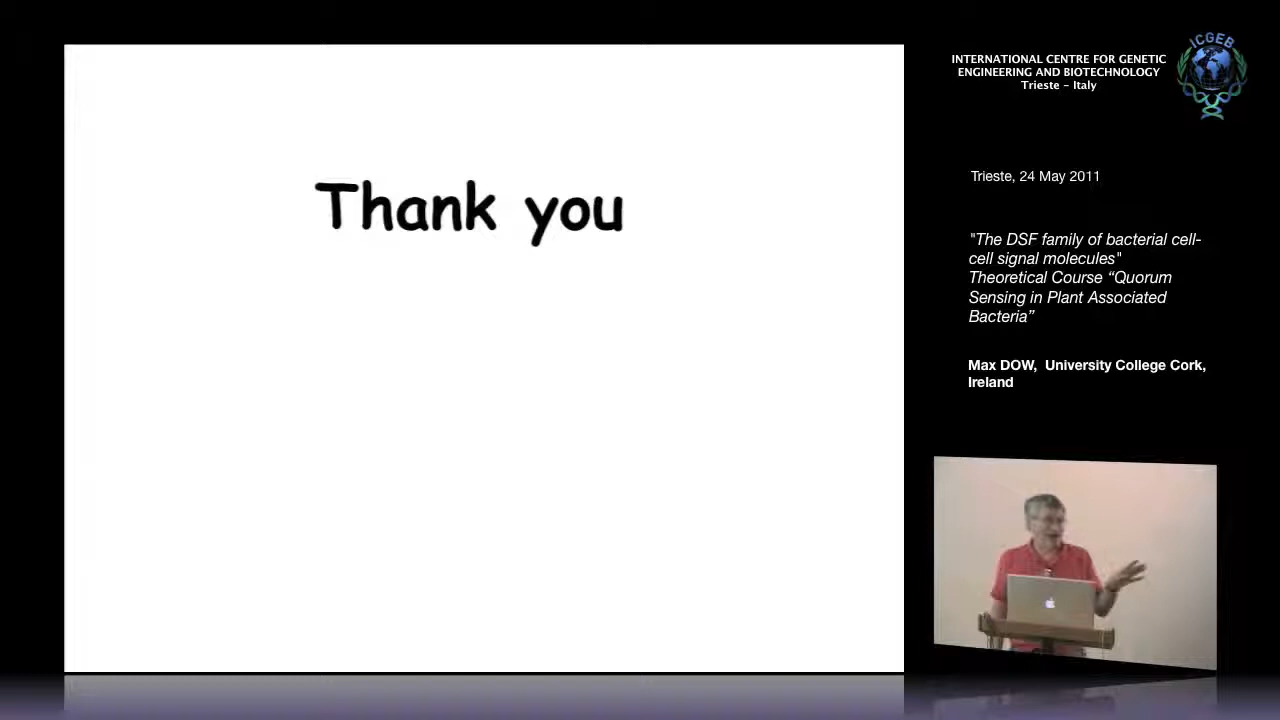 Thank you
ICGEB
INTERNATIONAL CENTRE FOR GENETIC
ENGINEERING AND BIOTECHNOLOGY
Trieste - Italy
Trieste, 24 May 2011
"The DSF family of bacterial cell-
cell signal molecules"
Theoretical Course “Quorum
Sensing in Plant Associated
Bacteria”
Max DOW, University College Cork,
Ireland